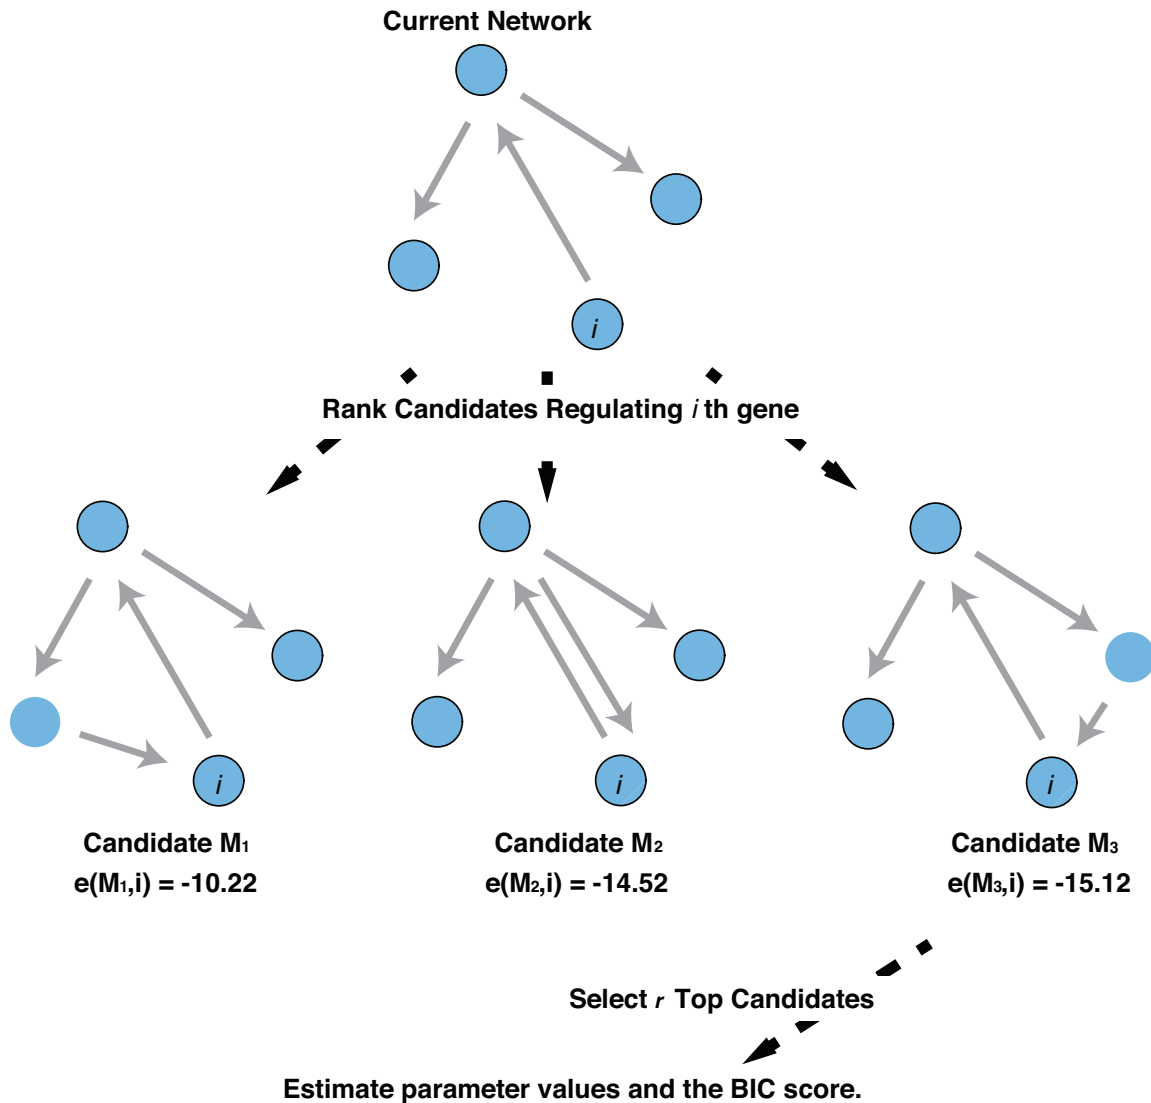 Current Network
i
Rank Candidates Regulating i th gene
i
i
i
Candidate M1
Candidate M2
Candidate M3
e(M1,i) = -10.22
e(M2,i) = -14.52
e(M3,i) = -15.12
Select r Top Candidates
Estimate parameter values and the BIC score.